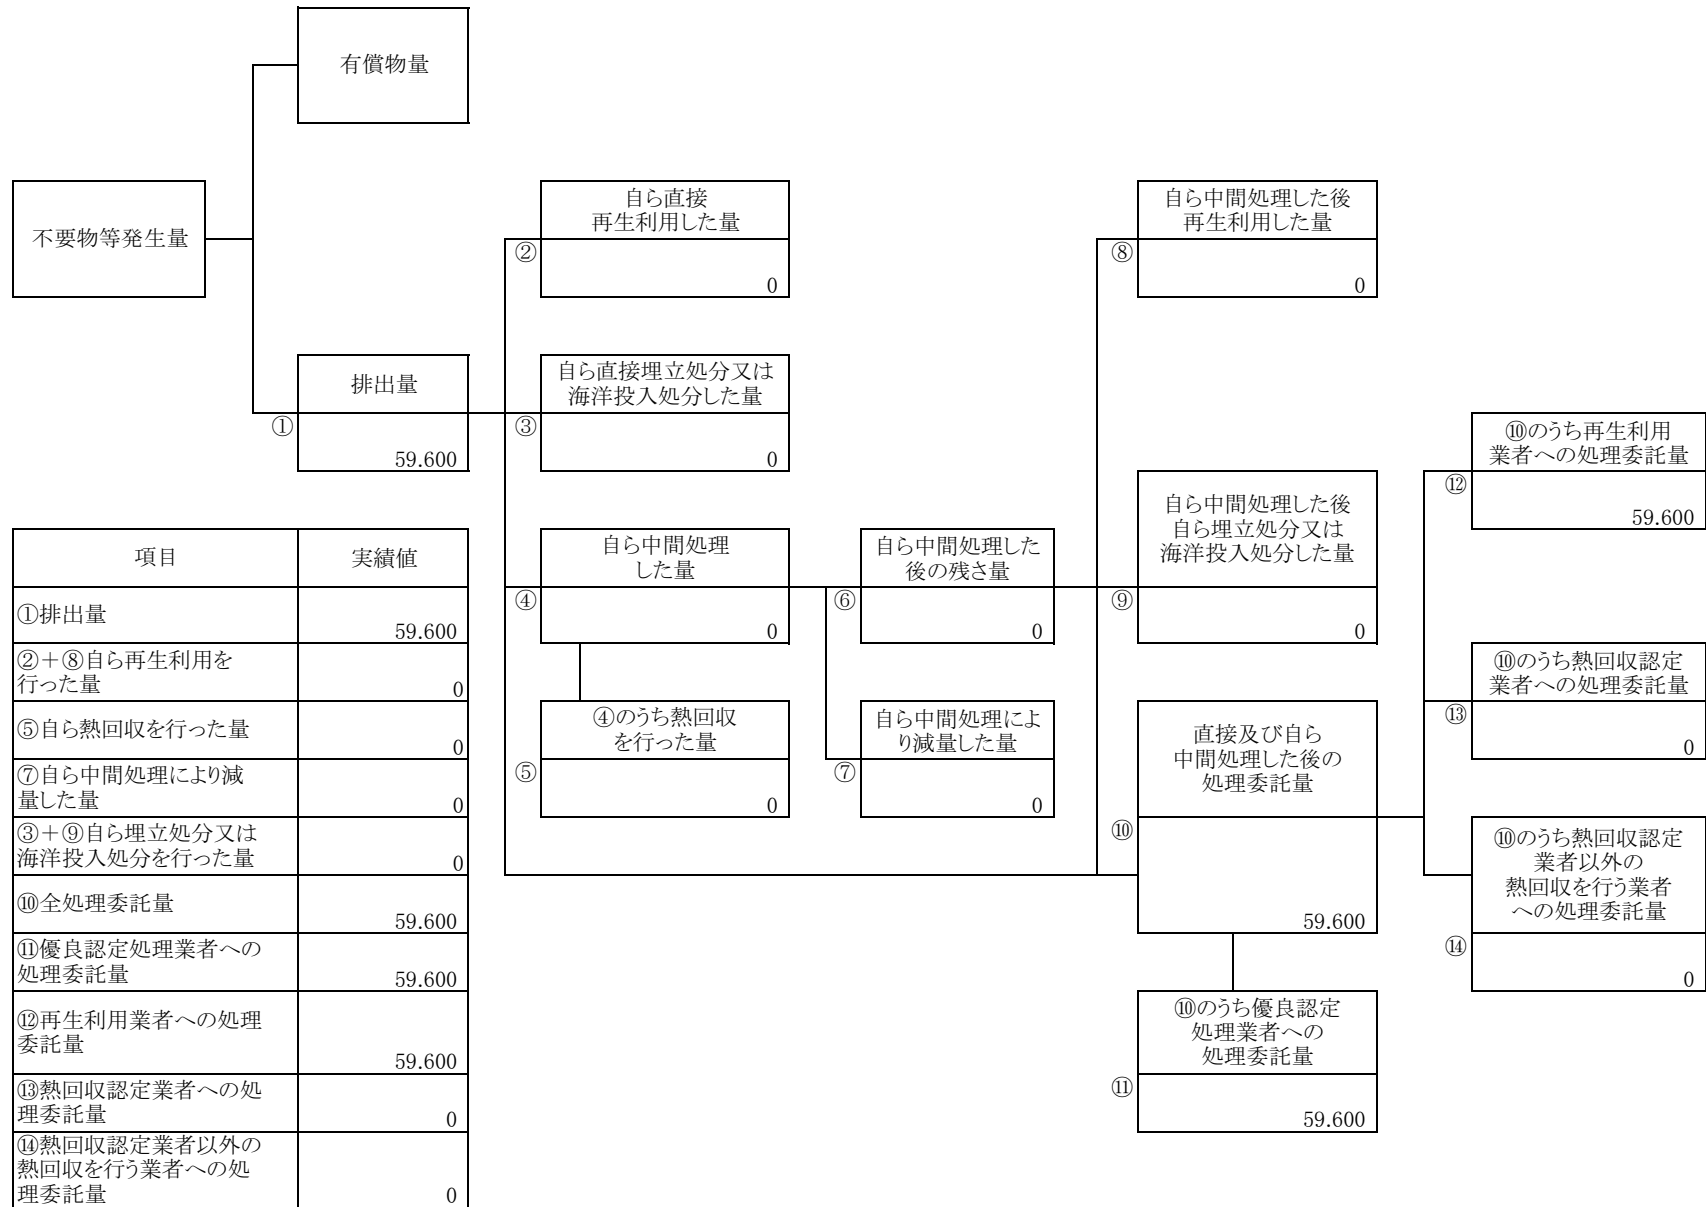 有償物量
不要物等発生量
自ら直接
再生利用した量
②
0
自ら中間処理した後
再生利用した量
⑧
0
排出量
①
59.600
自ら直接埋立処分又は
海洋投入処分した量
③
0
⑩のうち再生利用
業者への処理委託量
⑫
59.600
自ら中間処理
した量
④
0
自ら中間処理した
後の残さ量
⑥
0
自ら中間処理した後
自ら埋立処分又は
海洋投入処分した量
⑨
0
⑩のうち熱回収認定
業者への処理委託量
⑬
0
④のうち熱回収
を行った量
⑤
0
自ら中間処理によ
り減量した量
⑦
0
直接及び自ら
中間処理した後の
処理委託量
⑩
59.600
⑩のうち熱回収認定
業者以外の
熱回収を行う業者
への処理委託量
⑭
0
⑩のうち優良認定
処理業者への
処理委託量
⑪
59.600
項目 実績値
①排出量
59.600
②＋⑧自ら再生利用を
行った量
0
⑤自ら熱回収を行った量
0
⑦自ら中間処理により減
量した量
0
③＋⑨自ら埋立処分又は
海洋投入処分を行った量
0
⑩全処理委託量
59.600
⑪優良認定処理業者への
処理委託量
59.600
⑫再生利用業者への処理
委託量
59.600
⑬熱回収認定業者への処
理委託量
0
⑭熱回収認定業者以外の
熱回収を行う業者への処
理委託量
0